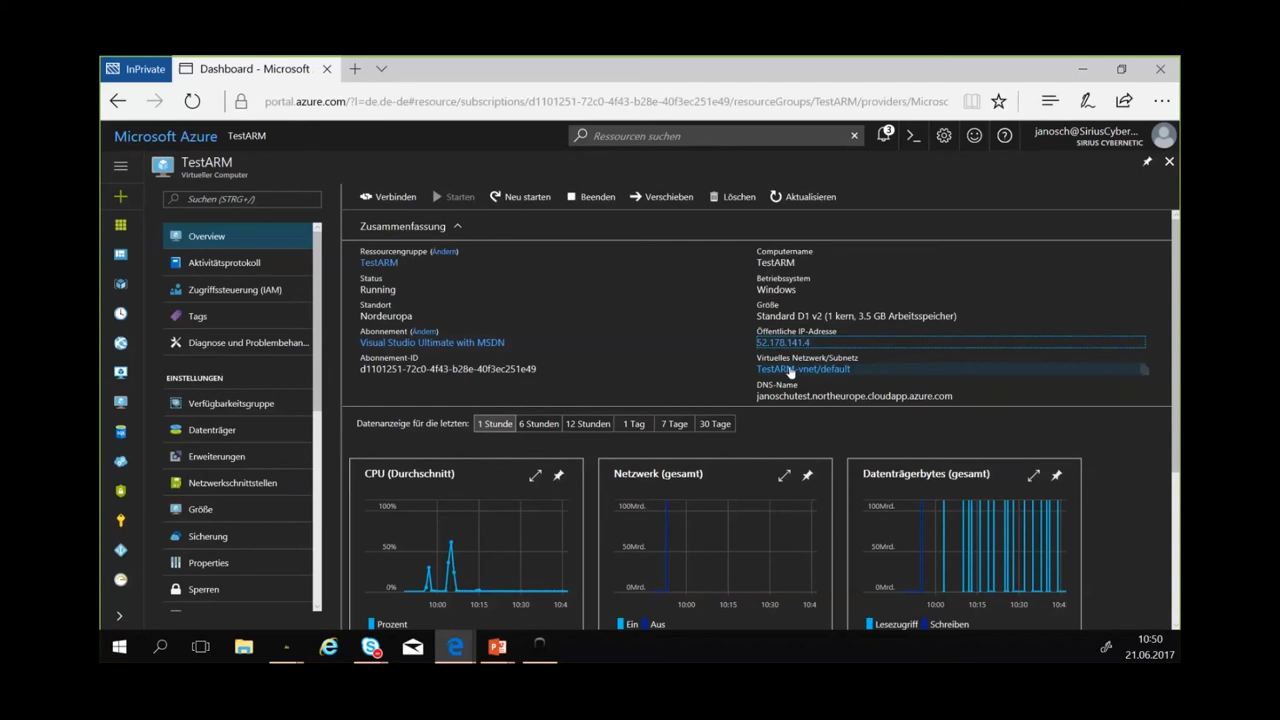 InPrivate
Dashboard - Microsoft
portal.azure.com/?l=de.de-de#resource/subscriptions/d1101251-72c0-4f43-b28e-40f3ec251e49/resourceGroups/TestARM/providers/Microsc
Microsoft Azure TestARM
Ressourcen suchen
3
janosch@SiriusCyber...
SIRIUS CYBERNETIC
TestARM
Virtueller Computer
Suchen (STRG+/)
Overview
Aktivitätsprotokoll
Zugriffssteuerung (IAM)
Tags
Diagnose und Problembehan...
EINSTELLUNGEN
Verfügbarkeitsgruppe
Datenträger
Erweiterungen
Netzwerkschnittstellen
Größe
Sicherung
Properties
Sperren
Verbinden Starten Neu starten Beenden Verschieben Löschen Aktualisieren
Zusammenfassung
Ressourcengruppe (Ändern)
TestARM
Status
Running
Standort
Nordeuropa
Abonnement (Ändern)
Visual Studio Ultimate with MSDN
Abonnement-ID
d1101251-72c0-4f43-b28e-40f3ec251e49
Computername
TestARM
Betriebssystem
Windows
Größe
Standard D1 v2 (1 kern, 3.5 GB Arbeitsspeicher)
Öffentliche IP-Adresse
52.178.141.4
Virtuelles Netzwerk/Subnetz
TestARM-vnet/default
DNS-Name
janoschutest.northeurope.cloudapp.azure.com
Datenanzeige für die letzten: 1 Stunde 6 Stunden 12 Stunden 1 Tag 7 Tage 30 Tage
CPU (Durchschnitt)
100%
50%
0%
10:00 10:15 10:30 10:4
Prozent
Netzwerk (gesamt)
100Mrd.
50Mrd.
0Mrd.
10:00 10:15 10:30 10:4
Ein Aus
Datenträgerbytes (gesamt)
100Mrd.
50Mrd.
0Mrd.
10:00 10:15 10:30 10:4
Lesezugriff Schreiben
10:50
21.06.2017